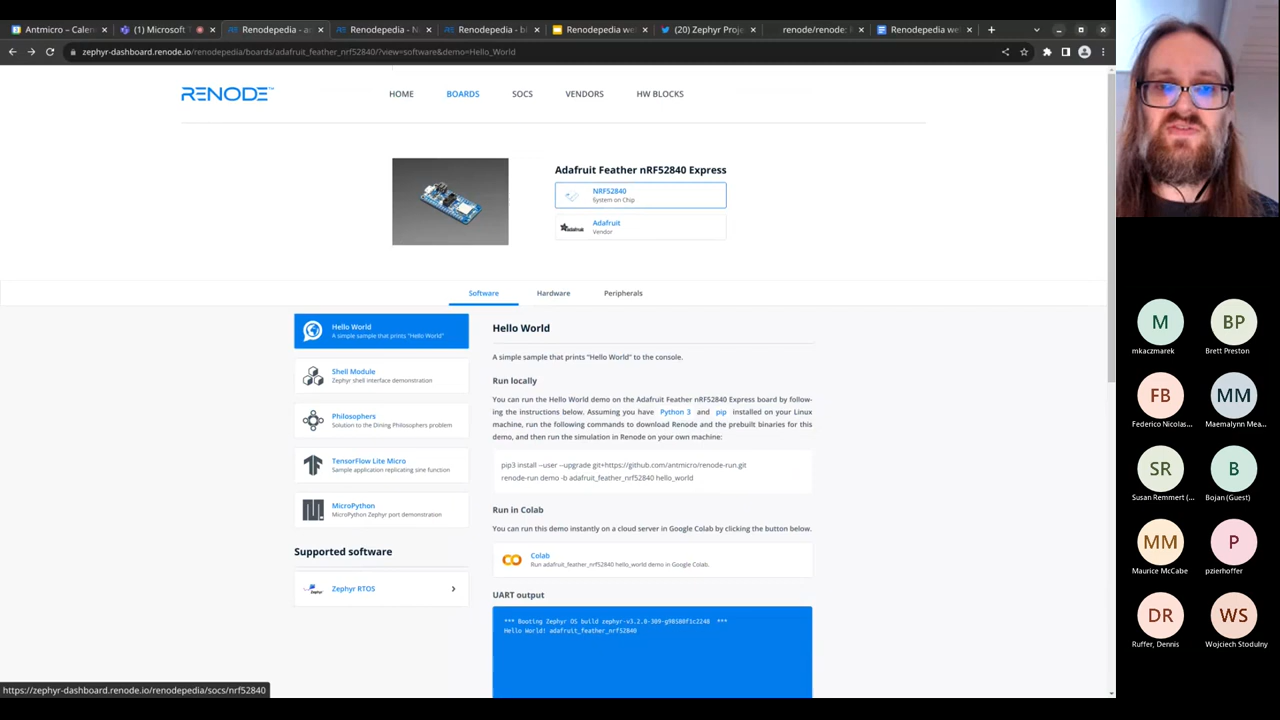 Antmicro – Calen
(1) Microsoft T
Renodepedia - an
Renodepedia - N
Renodepedia - bl
Renodepedia we
(20) Zephyr Proj
renode/renode: R
Renodepedia we
zephyr-dashboard.renode.io/renodepedia/boards/adafruit_feather_nrf52840/?view=software&demo=Hello_World
RENODE™
HOME
BOARDS
SOCS
VENDORS
HW BLOCKS
Adafruit Feather nRF52840 Express
NRF52840
System on Chip
adafruit
Adafruit
Vendor
Software
Hardware
Peripherals
Hello World
A simple sample that prints "Hello World"
Shell Module
Zephyr shell interface demonstration
Philosophers
Solution to the Dining Philosophers problem
TensorFlow Lite Micro
Sample application replicating sine function
MicroPython
MicroPython Zephyr port demonstration
Supported software
Zephyr
Zephyr RTOS
Hello World
A simple sample that prints "Hello World" to the console.
Run locally
You can run the Hello World demo on the Adafruit Feather nRF52840 Express board by follow-
ing the instructions below. Assuming you have Python 3 and pip installed on your Linux
machine, run the following commands to download Renode and the prebuilt binaries for this
demo, and then run the simulation in Renode on your own machine:
pip3 install --user --upgrade git+https://github.com/antmicro/renode-run.git
renode-run demo -b adafruit_feather_nrf52840 hello_world
Run in Colab
You can run this demo instantly on a cloud server in Google Colab by clicking the button below.
Colab
Run adafruit_feather_nrf52840 hello_world demo in Google Colab.
UART output
*** Booting Zephyr OS build zephyr-v3.2.0-309-g98580f1c2248 ***
Hello World! adafruit_feather_nrf52840
https://zephyr-dashboard.renode.io/renodepedia/socs/nrf52840
M
mkaczmarek
BP
Brett Preston
FB
Federico Nicolas...
MM
Maemalynn Mea...
SR
Susan Remmert (...
B
Bojan (Guest)
MM
Maurice McCabe
P
pzierhoffer
DR
Ruffer, Dennis
WS
Wojciech Stodulny